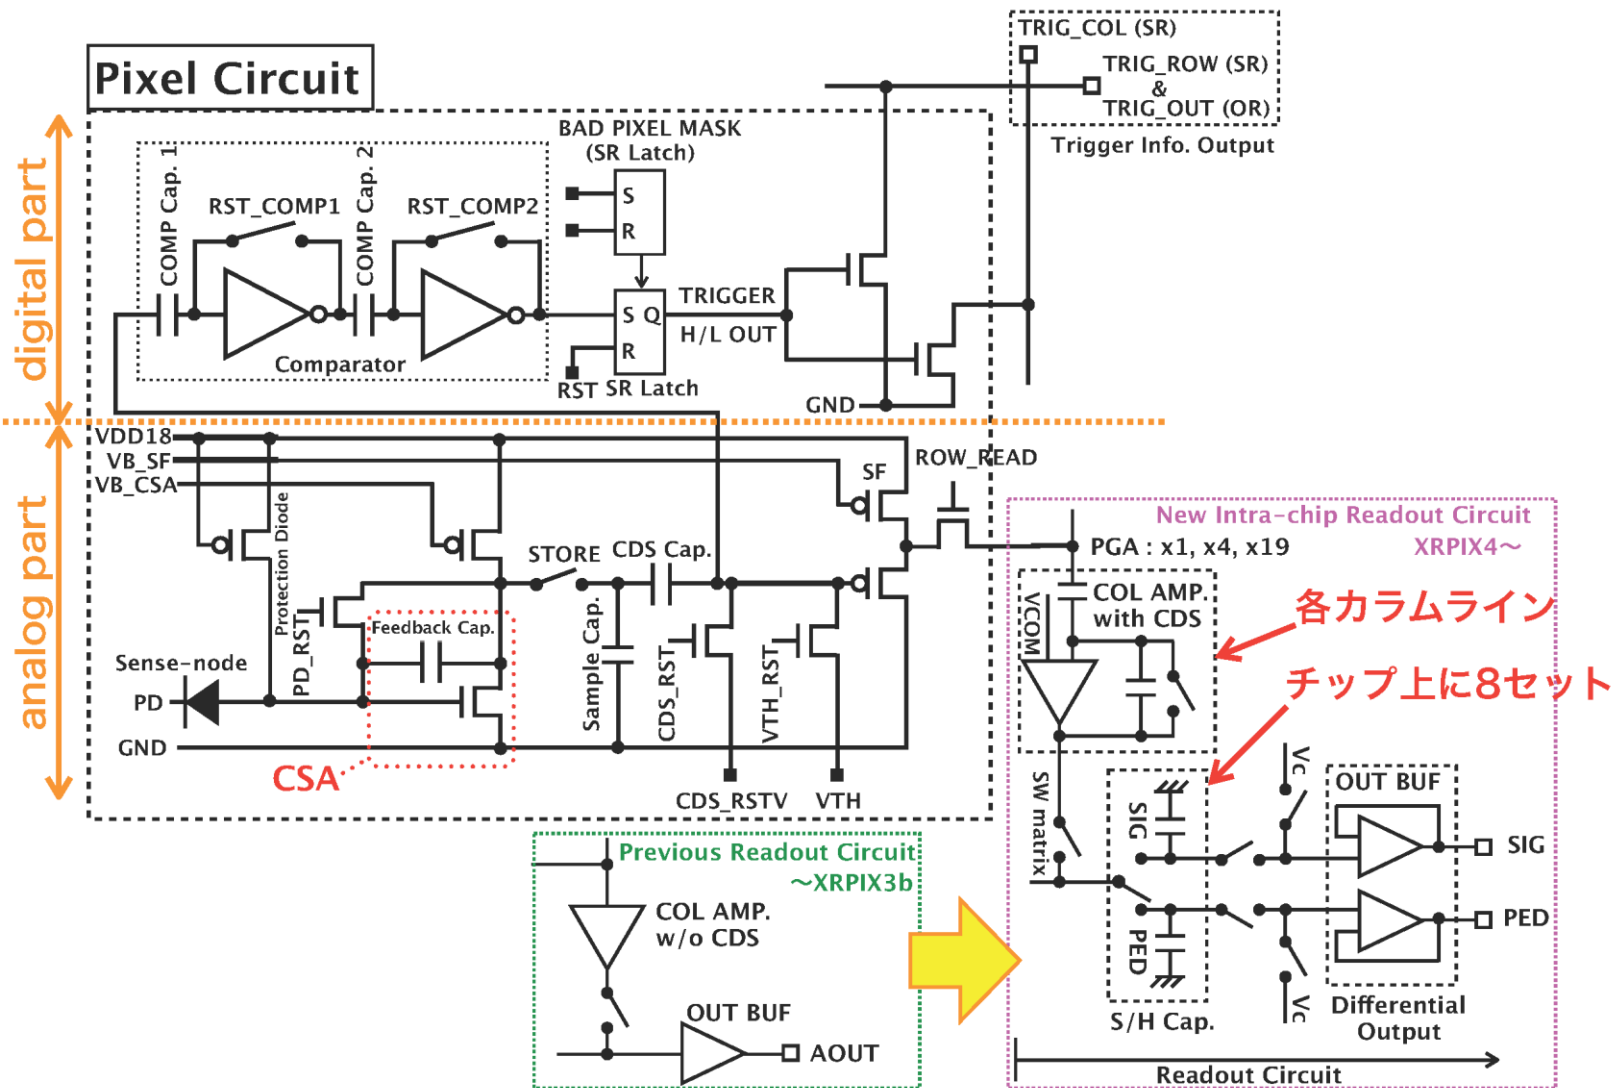 TRIG_COL (SR)
TRIG_ROW (SR)
&
TRIG_OUT (OR)
Trigger Info. Output
Pixel Circuit
digital part
BAD PIXEL MASK
(SR Latch)
COMP Cap. 1
RST_COMP1
COMP Cap. 2
RST_COMP2
S
R
Comparator
S Q
R
RST
SR Latch
TRIGGER
H/L OUT
GND
analog part
VDD18
VB_SF
VB_CSA
Protection Diode
PD_RST
Sense-node
PD
GND
Feedback Cap.
CSA
STORE
CDS Cap.
Sample Cap.
CDS_RST
VTH_RST
CDS_RSTV
VTH
SF
ROW_READ
New Intra-chip Readout Circuit
XRPIX4～
PGA : x1, x4, x19
VCOM
COL AMP.
with CDS
各カラムライン
チップ上に8セット
SW matrix
SIG
PED
S/H Cap.
Vc
Vc
OUT BUF
SIG
PED
Differential
Output
Readout Circuit
Previous Readout Circuit
～XRPIX3b
COL AMP.
w/o CDS
OUT BUF
AOUT